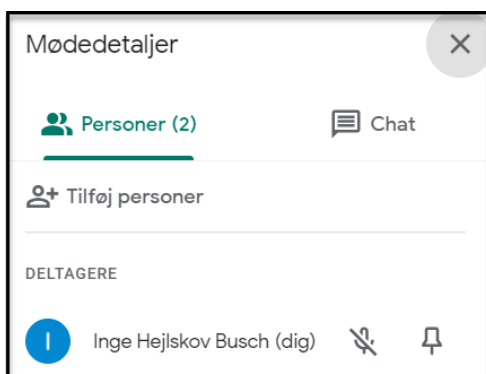 Mødedetaljer
Personer (2) Chat
Tilføj personer
DELTAGERE
I Inge Hejlskov Busch (dig)